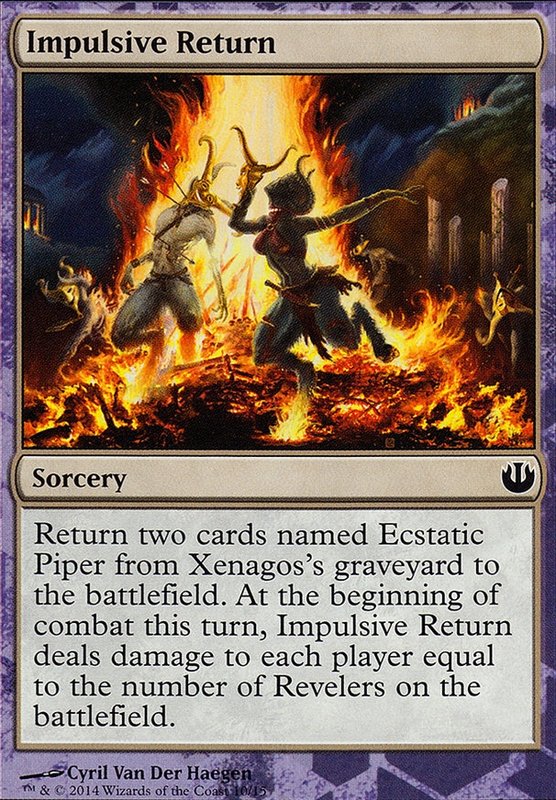 Impulsive Return
Sorcery
Return two cards named Ecstatic
Piper from Xenagos's graveyard to
the battlefield. At the beginning of
combat this turn, Impulsive Return
deals damage to each player equal
to the number of Revelers on the
battlefield.
Cyril Van Der Haegen
™ & © 2014 Wizards of the Coast 10/15